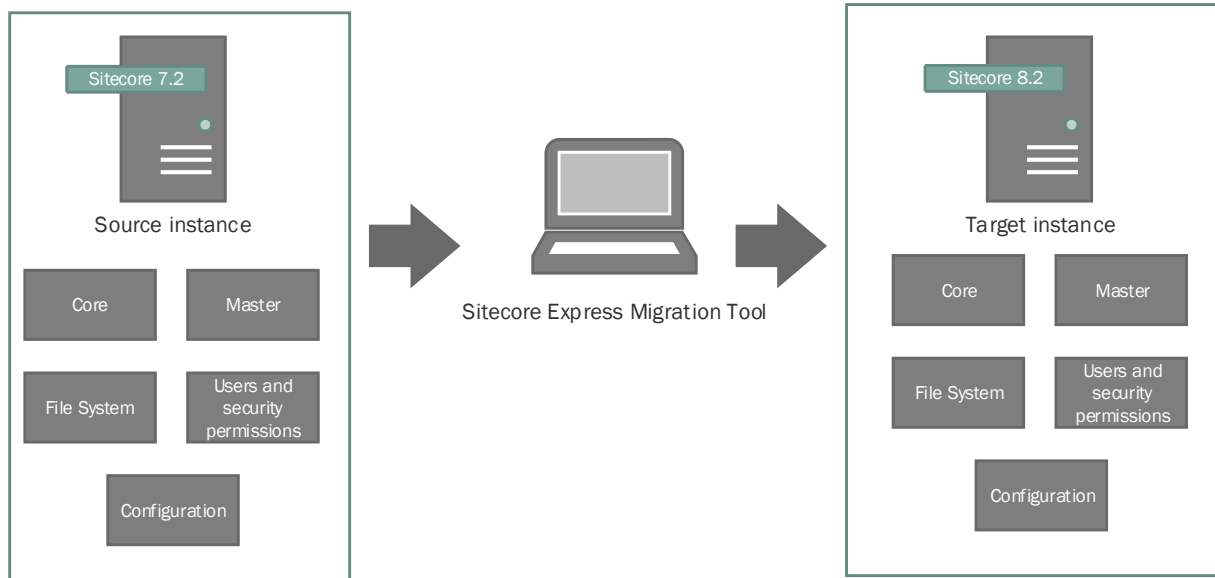 Sitecore 7.2
Source instance
Core
Master
File System
Users and
security
permissions
Configuration
Sitecore Express Migration Tool
Sitecore 8.2
Target instance
Core
Master
File System
Users and
security
permissions
Configuration